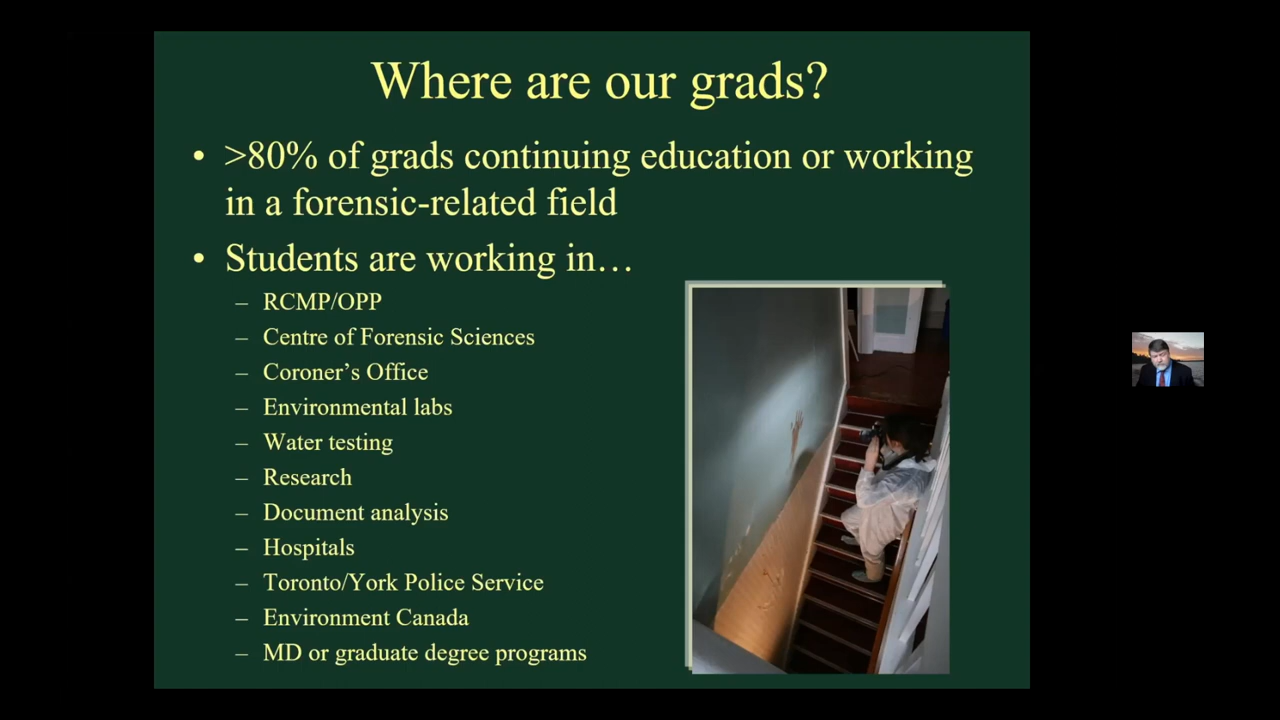 Where are our grads?
• >80% of grads continuing education or working
in a forensic-related field
• Students are working in…
– RCMP/OPP
– Centre of Forensic Sciences
– Coroner’s Office
– Environmental labs
– Water testing
– Research
– Document analysis
– Hospitals
– Toronto/York Police Service
– Environment Canada
– MD or graduate degree programs